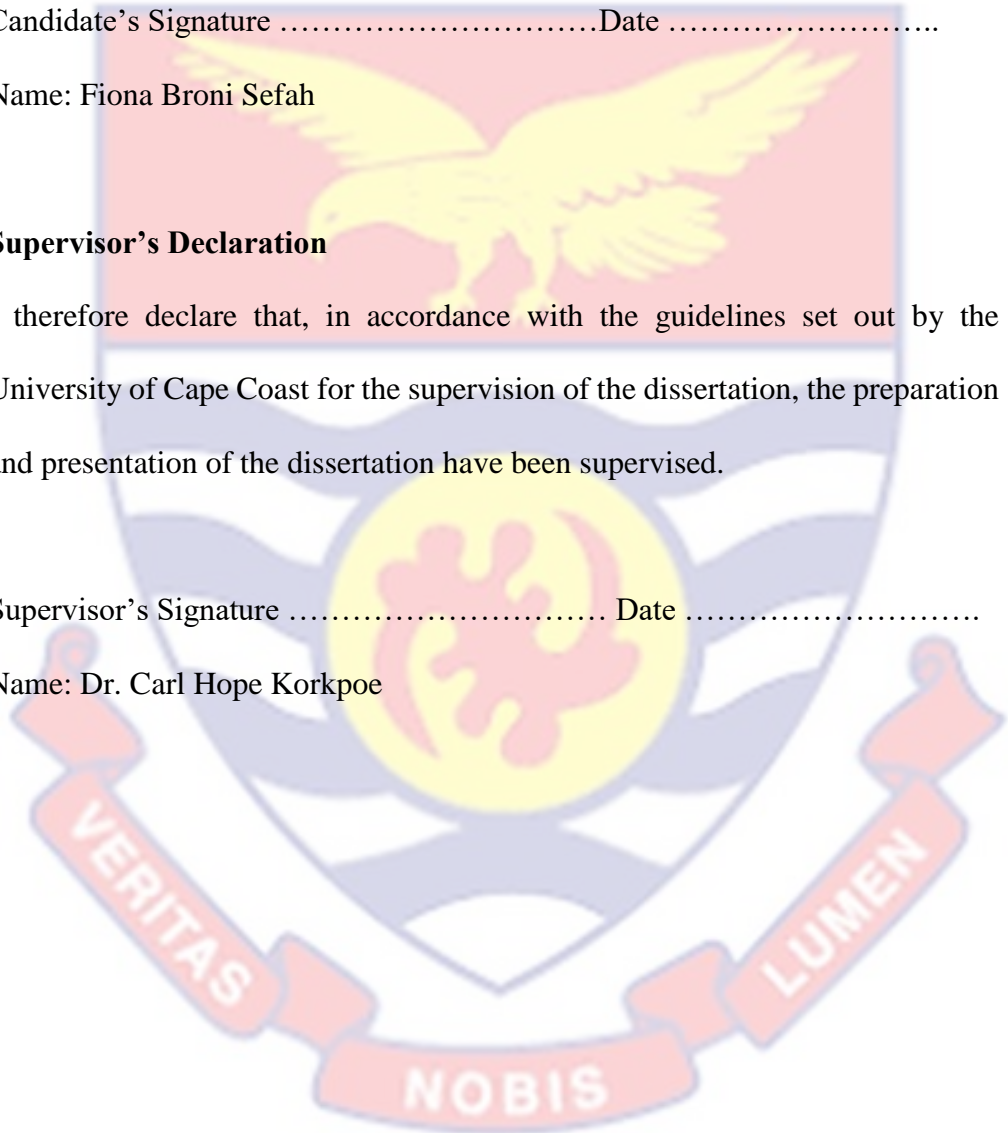 Candidate’s Signature …………………………Date ……………………..
Name: Fiona Broni Sefah
Supervisor’s Declaration
therefore declare that, in accordance with the guidelines set out by the
University of Cape Coast for the supervision of the dissertation, the preparation
and presentation of the dissertation have been supervised.
Supervisor’s Signature ………………………… Date ……………………….
Name: Dr. Carl Hope Korkpoe
VERITAS
NOBIS
LUMEN